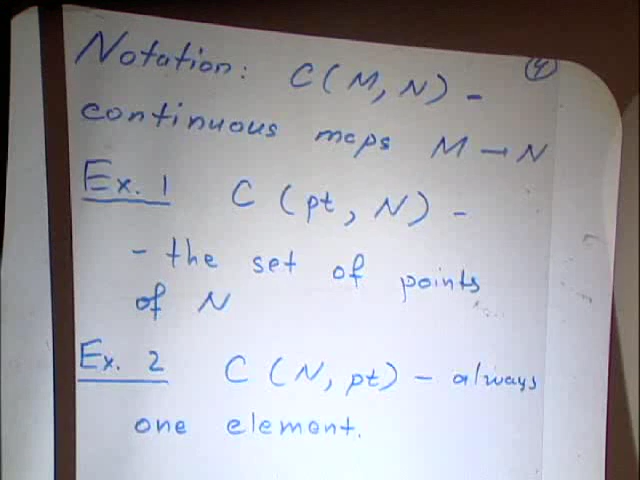 ④
Notation: C(M, N) -
continuous maps M → N
Ex. 1 C (pt, N) -
- the set of points
of N
Ex. 2 C (N, pt) - always
one element.